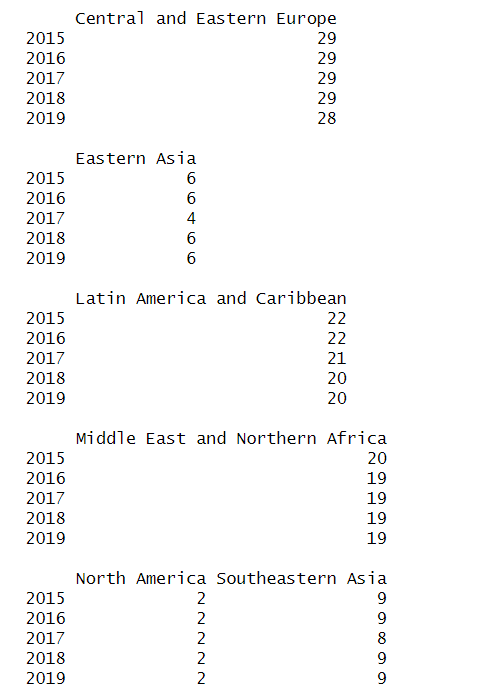 Central and Eastern Europe
2015 29
2016 29
2017 29
2018 29
2019 28
Eastern Asia
2015 6
2016 6
2017 4
2018 6
2019 6
Latin America and Caribbean
2015 22
2016 22
2017 21
2018 20
2019 20
Middle East and Northern Africa
2015 20
2016 19
2017 19
2018 19
2019 19
North America Southeastern Asia
2015 2 9
2016 2 9
2017 2 8
2018 2 9
2019 2 9